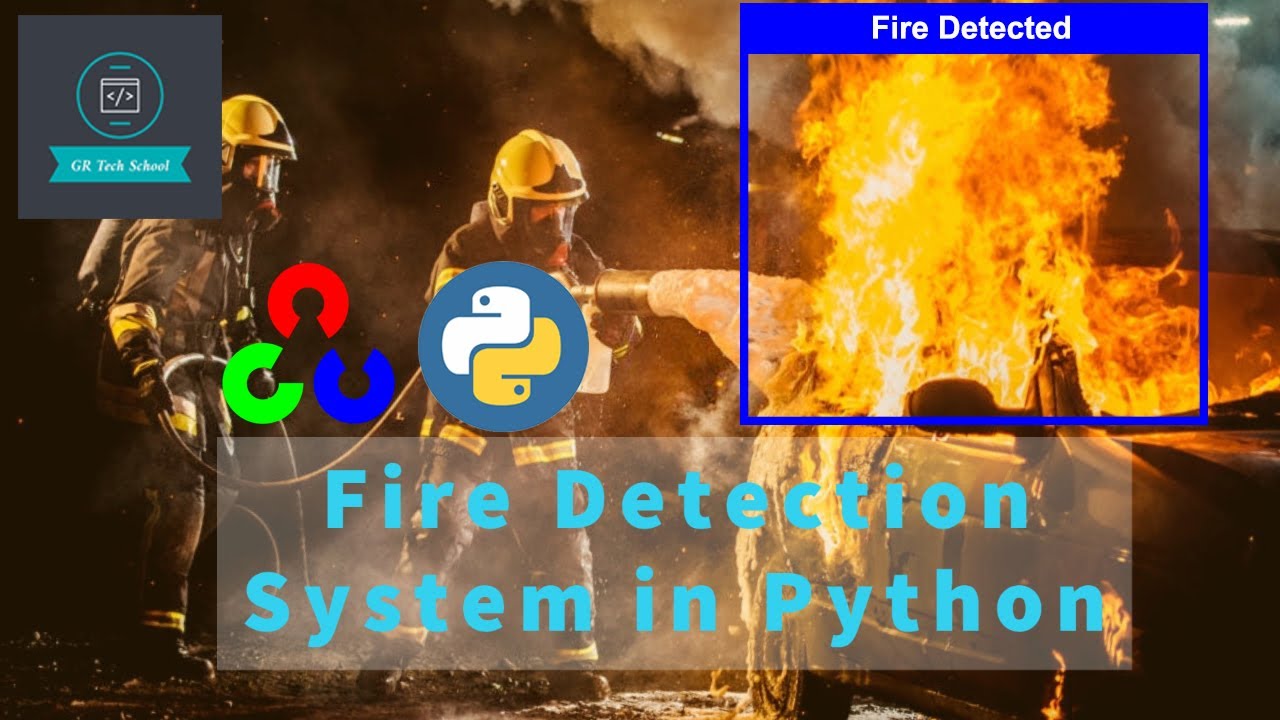 </>
GR Tech School
Fire Detected
Fire Detection
System in Python